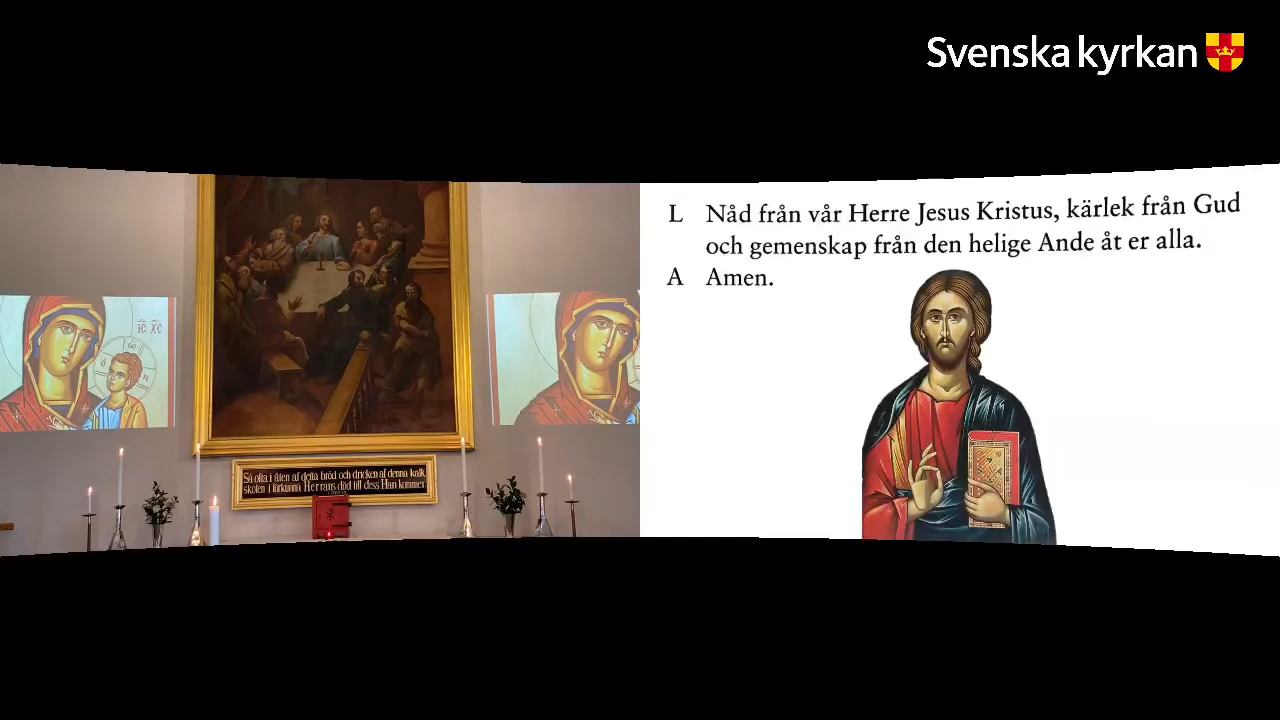 Svenska kyrkan
L Nåd från vår Herre Jesus Kristus, kärlek från Gud
och gemenskap från den helige Ande åt er alla.
A Amen.
ΙC ΧC
Så ofta i äten af detta bröd och dricken af denna kalk
skolen i förkunna Herrans död till dess Han kommer